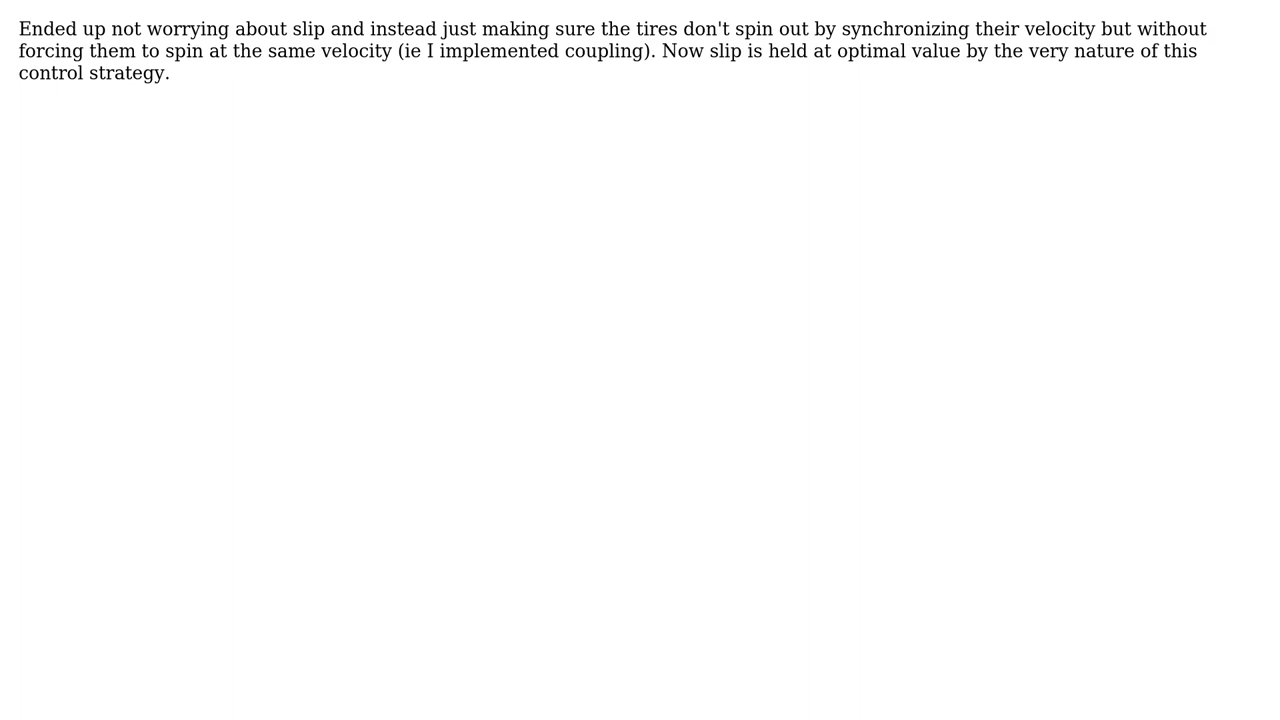 Ended up not worrying about slip and instead just making sure the tires don't spin out by synchronizing their velocity but without
forcing them to spin at the same velocity (ie I implemented coupling). Now slip is held at optimal value by the very nature of this
control strategy.